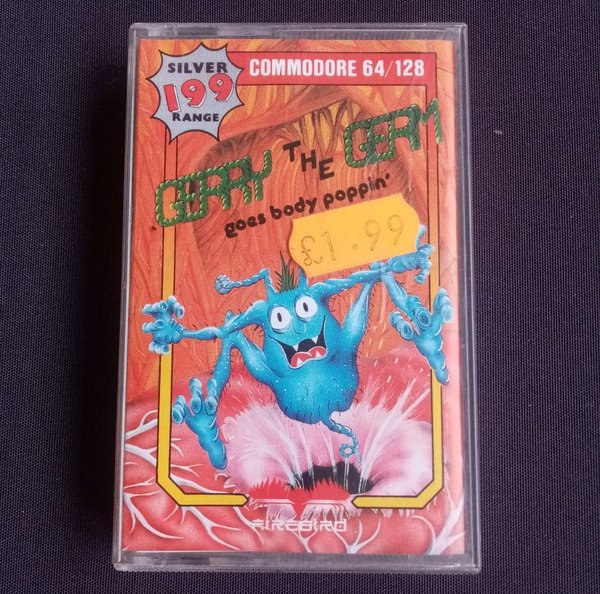 SILVER
199
RANGE
COMMODORE 64/128
GERRY THE GERM
goes body poppin'
£1.99
FIREBIRD